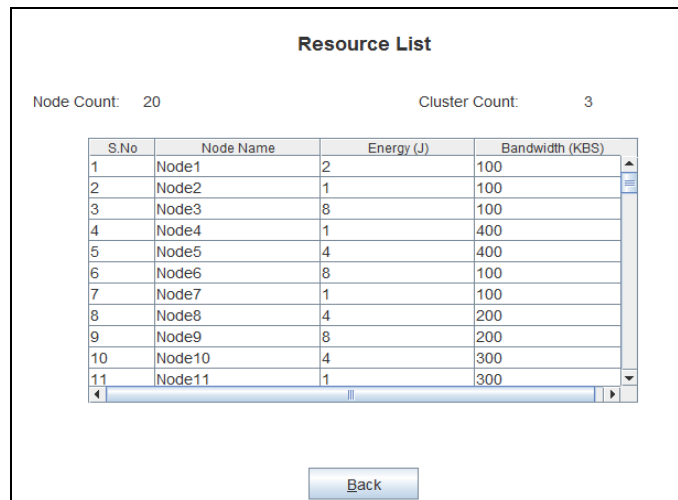 Resource List
Node Count: 20 Cluster Count: 3
S.No Node Name Energy (J) Bandwidth (KBS)
1 Node1 2 100
2 Node2 1 100
3 Node3 8 100
4 Node4 1 400
5 Node5 4 400
6 Node6 8 100
7 Node7 1 100
8 Node8 4 200
9 Node9 8 200
10 Node10 4 300
11 Node11 1 300
Back